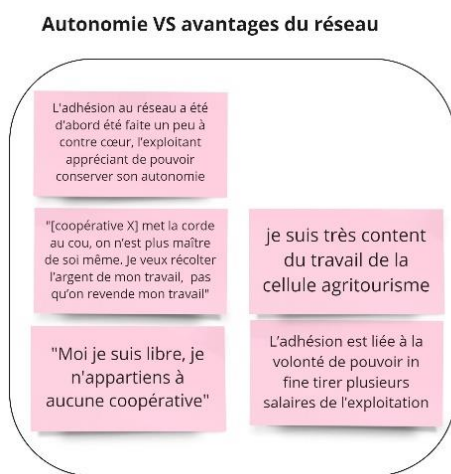 Autonomie VS avantages du réseau
L'adhésion au réseau a été
d'abord été faite un peu à
contre cœur, l'exploitant
appréciant de pouvoir
conserver son autonomie
"[coopérative X] met la corde
au cou, on n'est plus maître
de soi même. Je veux récolter
l'argent de mon travail, pas
qu'on revende mon travail"
"Moi je suis libre, je
n'appartiens à
aucune coopérative"
je suis très content
du travail de la
cellule agritourisme
L’adhésion est liée à la
volonté de pouvoir in
fine tirer plusieurs
salaires de l'exploitation